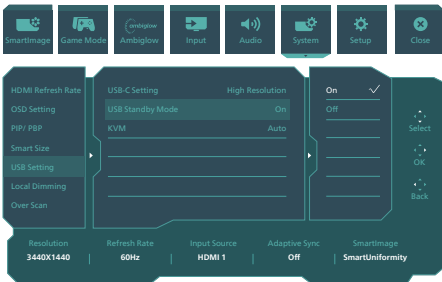 SmartImage Game Mode Ambiglow Input Audio System Setup Close
ambiglow
HDMI Refresh Rate USB-C Setting High Resolution On
OSD Setting USB Standby Mode On Off
PIP/ PBP KVM Auto
Select
Smart Size
OK
USB Setting
Local Dimming
Back
Over Scan
Resolution Refresh Rate Input Source Adaptive Sync SmartImage
3440X1440 | 60Hz | HDMI 1 | Off | SmartUniformity